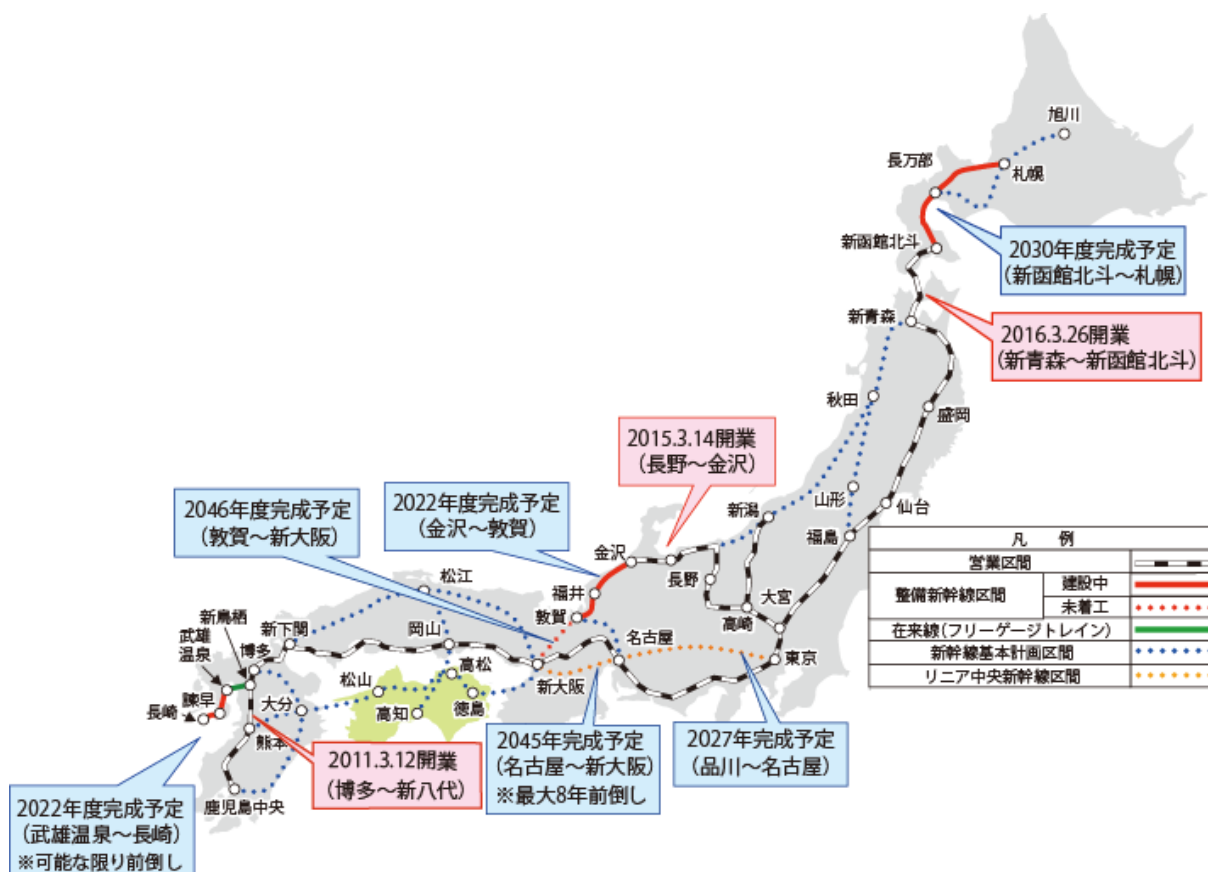 旭川
長万部
札幌
新函館北斗
2030年度完成予定
(新函館北斗～札幌)
新青森
2016.3.26開業
(新青森～新函館北斗)
秋田
盛岡
2015.3.14開業
(長野～金沢)
山形
仙台
新潟
福島
2046年度完成予定
(敦賀～新大阪)
2022年度完成予定
(金沢～敦賀)
金沢
長野
福井
敦賀
高崎
大宮
東京
凡 例
営業区間
整備新幹線区間
建設中
未着工
在来線(フリーゲージトレイン)
新幹線基本計画区間
リニア中央新幹線区間
松江
新鳥栖
武雄
温泉
博多
新下関
岡山
名古屋
新大阪
高松
松山
高知
徳島
諫早
長崎
大分
熊本
鹿児島中央
2011.3.12開業
(博多～新八代)
2045年完成予定
(名古屋～新大阪)
※最大8年前倒し
2027年完成予定
(品川～名古屋)
2022年度完成予定
(武雄温泉～長崎)
※可能な限り前倒し